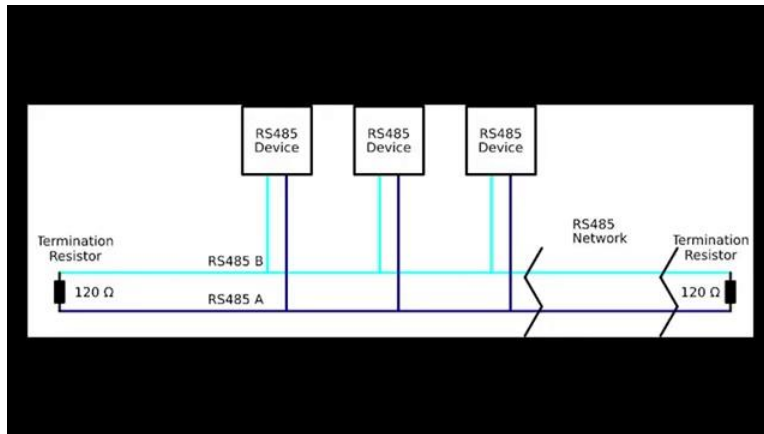 RS485
Device
RS485
Device
RS485
Device
RS485
Network
Termination
Resistor
Termination
Resistor
RS485 B
120 Ω
RS485 A
120 Ω